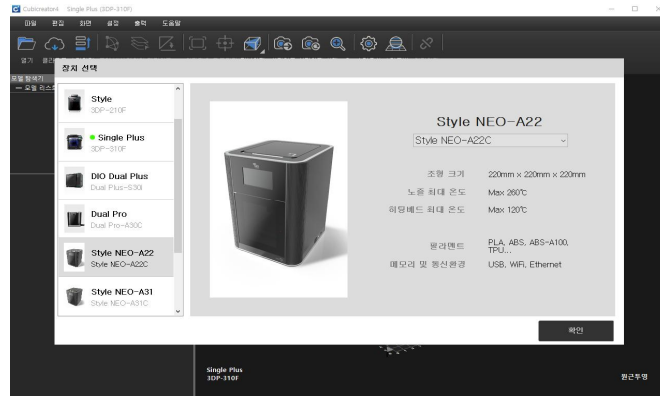 Cubicreator4 Single Plus (3DP-310F)
파일 편집 화면 설정 출력 도움말
열기
장치 선택
모델 탐색기
모델 리스트
Style
3DP-210F
Single Plus
3DP-310F
DIO Dual Plus
Dual Plus-S30I
Dual Pro
Dual Pro-A30C
Style NEO-A22
Style NEO-A22C
Style NEO-A31
Style NEO-A31C
Style NEO-A22
Style NEO-A22C
조형 크기 220mm x 220mm x 220mm
노즐 최대 온도 Max 260℃
히팅베드 최대 온도 Max 120℃
필라멘트 PLA, ABS, ABS-A100, TPU...
메모리 및 통신환경 USB, WiFi, Ethernet
확인
Single Plus
3DP-310F
원근투영